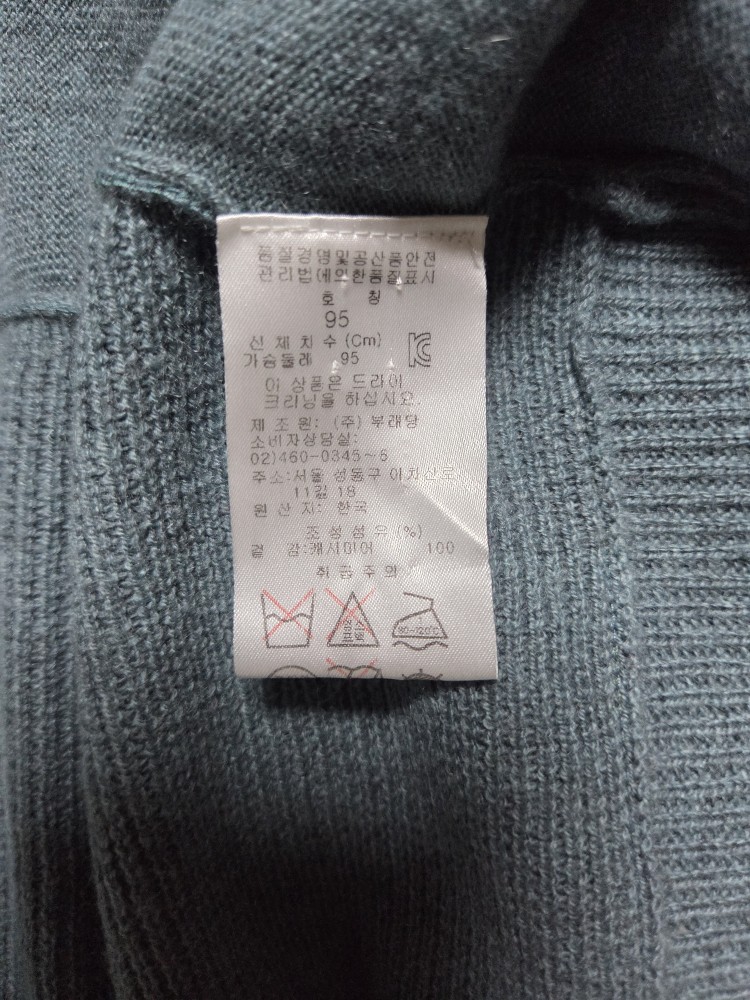 품질경영및공산품안전
관리법에의한품질표시
호 칭
95
신 체 치 수 (Cm)
가슴둘레 95
이 상품은 드라이
크리닝을 하십시요.
제 조 원: (주) 부래당
소비자상담실:
02)460-0345~6
주소:서울 성동구 아차산로
11길 18
원 산 지: 한국
조 성 섬 유 (%)
겉 감:캐시미어 100
취 급 주 의
80~120℃